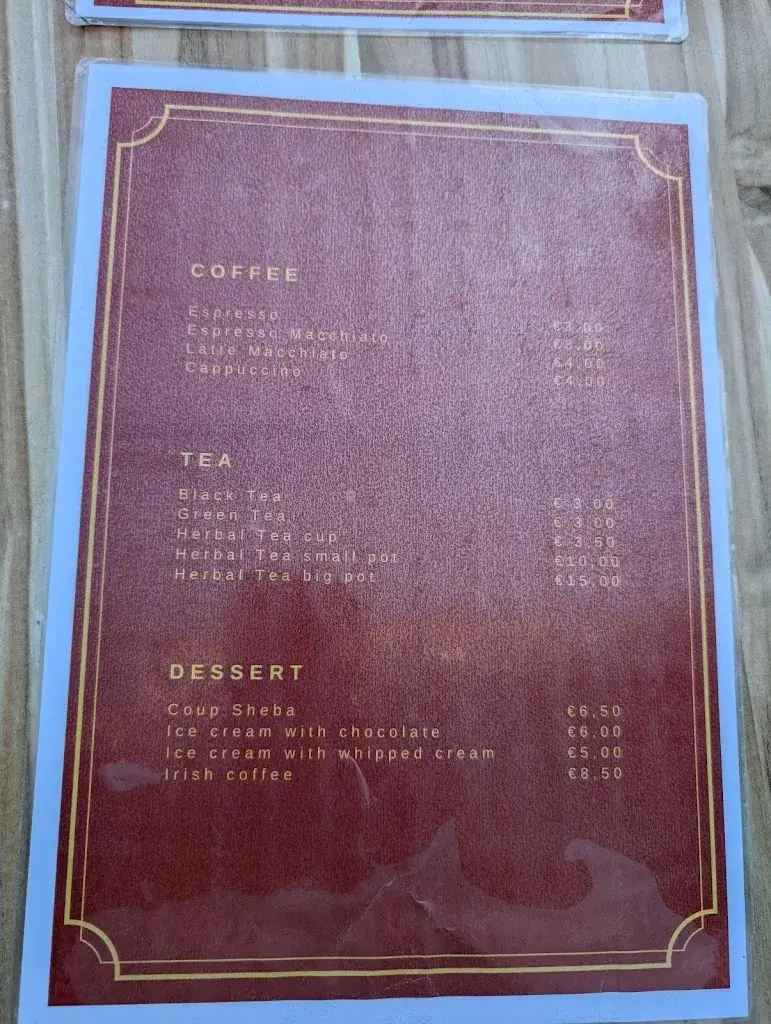 COFFEE
Espresso €3.00
Espresso Macchiato €3.00
Latte Macchiato €4.00
Cappuccino €4.00
TEA
Black Tea € 3.00
Green Tea € 3.00
Herbal Tea cup € 3.50
Herbal Tea small pot €10,00
Herbal Tea big pot €15,00
DESSERT
Coup Sheba €6,50
Ice cream with chocolate €6,00
Ice cream with whipped cream €5,00
Irish coffee €8,50